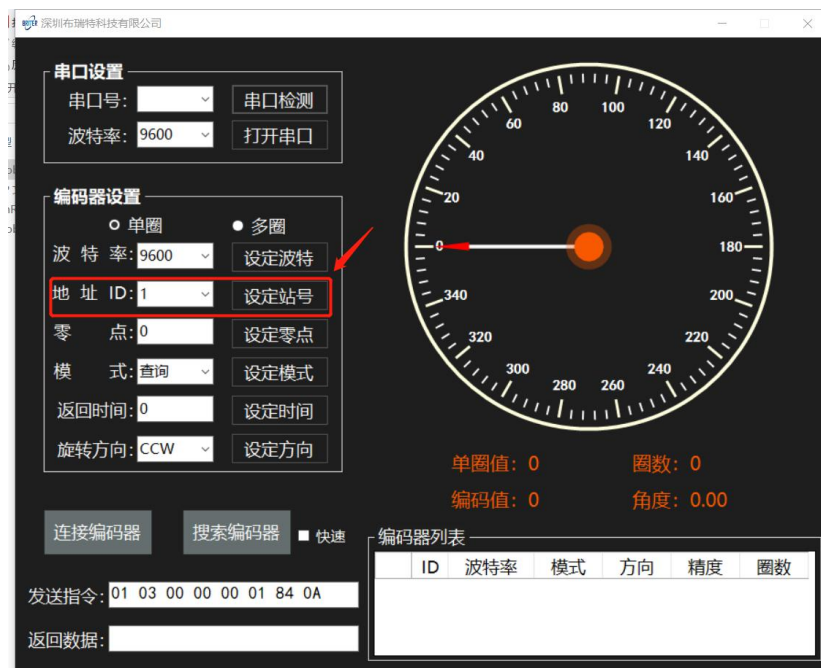 BRITER 深圳布瑞特科技有限公司
串口设置
串口号: 串口检测
波特率: 9600 打开串口
编码器设置
单圈 多圈
波 特 率: 9600 设定波特
地 址 ID: 1 设定站号
零 点: 0 设定零点
模 式: 查询 设定模式
返回时间: 0 设定时间
旋转方向: CCW 设定方向
连接编码器 搜索编码器 快速
发送指令: 01 03 00 00 00 01 84 0A
返回数据:
0
20
40
60
80
100
120
140
160
180
200
220
240
260
280
300
320
340
单圈值: 0 圈数: 0
编码值: 0 角度: 0.00
编码器列表
ID 波特率 模式 方向 精度 圈数